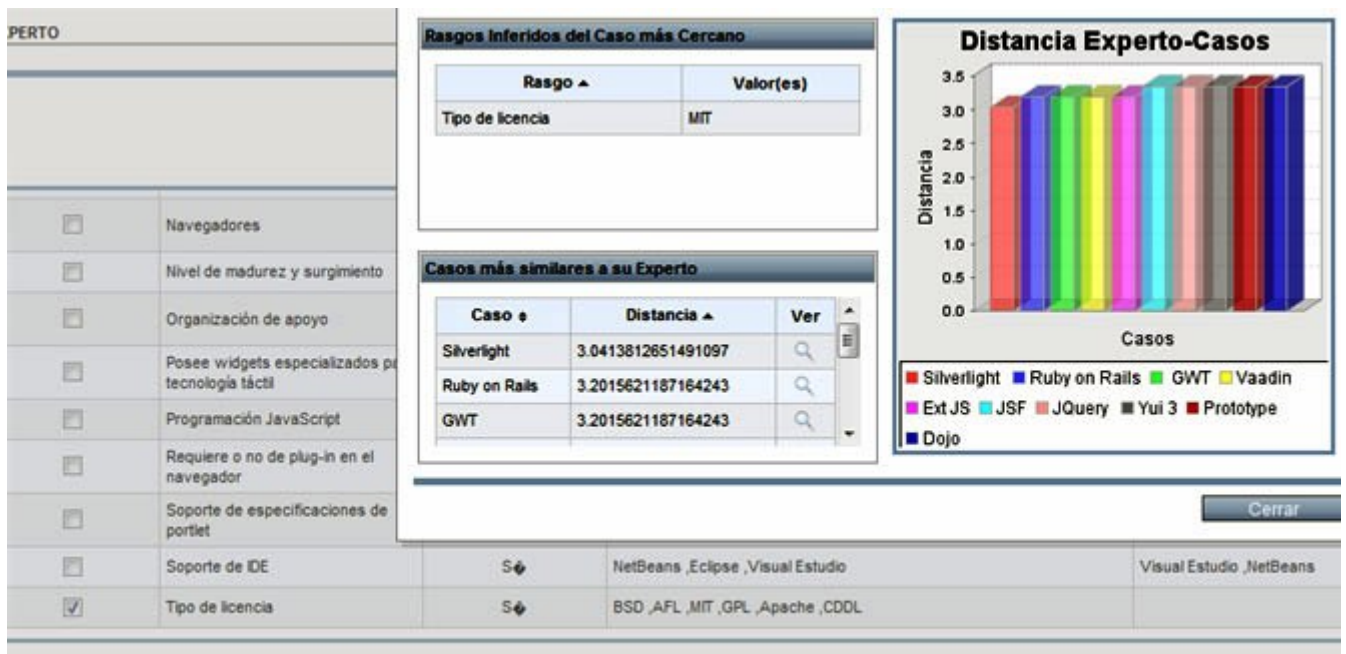 PERTO
Rasgos Inferidos del Caso más Cercano
Rasgo Valor(es)
Tipo de licencia MIT
Casos más similares a su Experto
Caso Distancia Ver
Silverlight 3.0413812651491097
Ruby on Rails 3.2015621187164243
GWT 3.2015621187164243
Distancia Experto-Casos
3.5
3.0
2.5
2.0
1.5
1.0
0.5
0.0
Distancia
Casos
Silverlight Ruby on Rails GWT Vaadin
Ext JS JSF JQuery Yui 3 Prototype
Dojo
Cerrar
Navegadores
Nivel de madurez y surgimiento
Organización de apoyo
Posee widgets especializados pa
tecnología táctil
Programación JavaScript
Requiere o no de plug-in en el
navegador
Soporte de especificaciones de
portlet
Soporte de IDE S� NetBeans ,Eclipse ,Visual Estudio Visual Estudio ,NetBeans
Tipo de licencia S� BSD ,AFL ,MIT ,GPL ,Apache ,CDDL